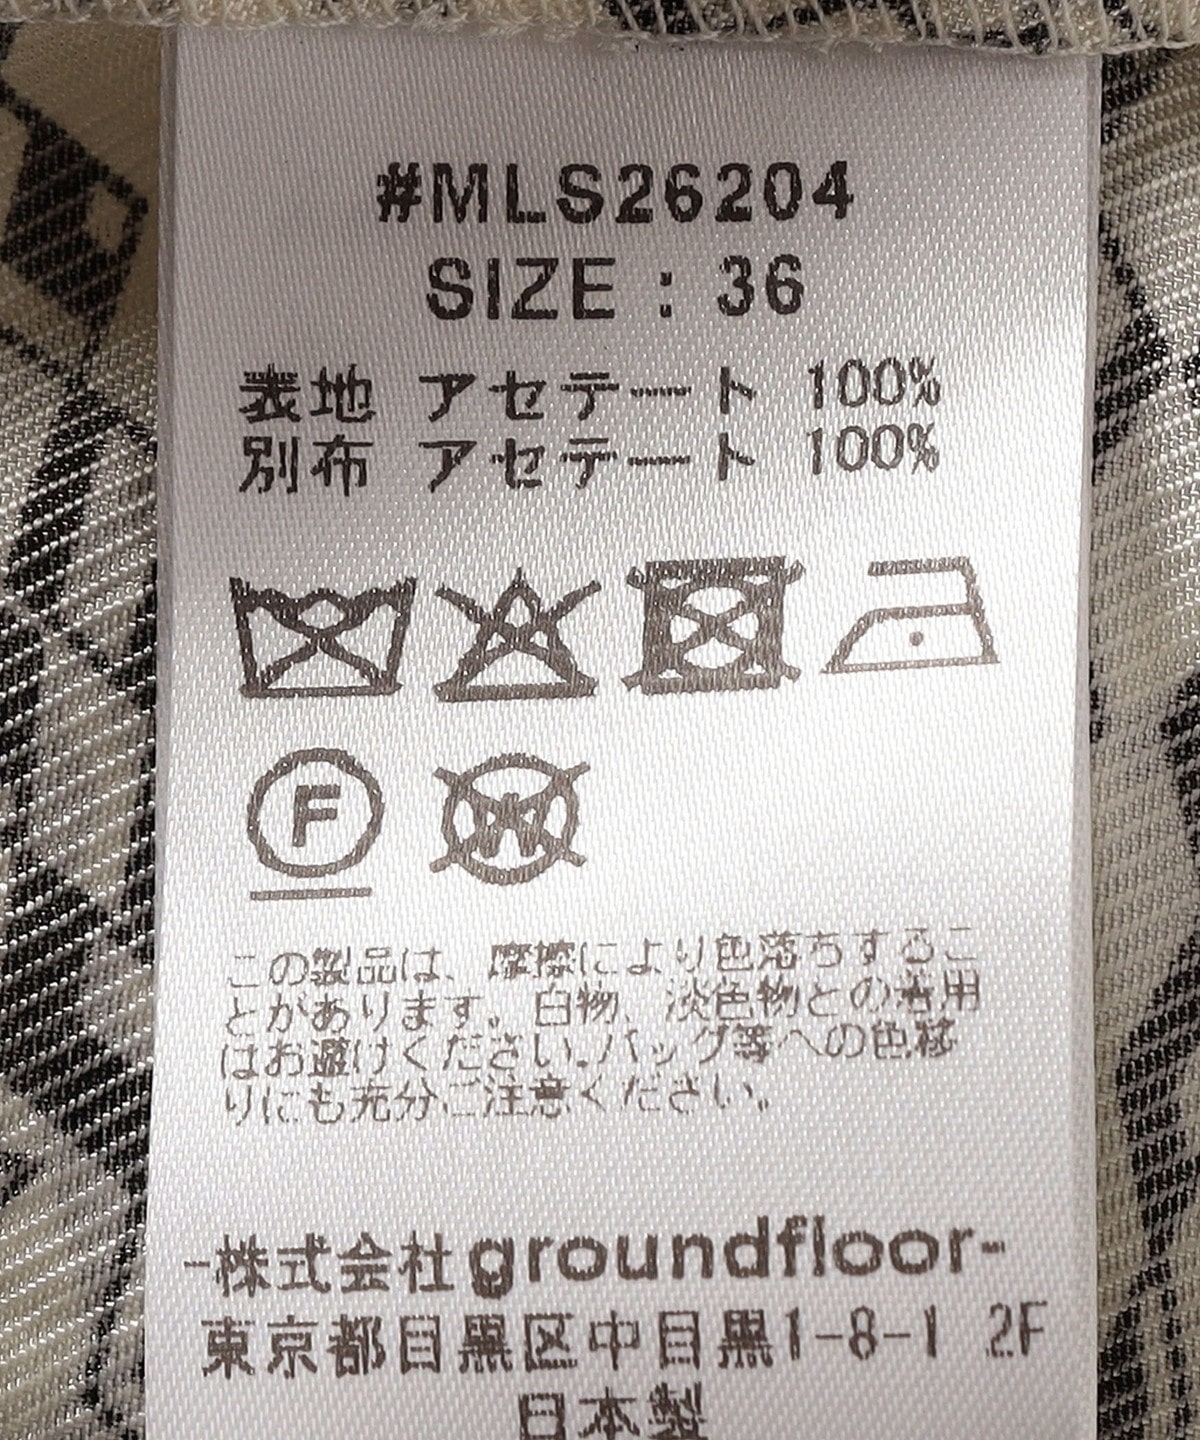 #MLS26204
SIZE : 36
表地 アセテート 100%
別布 アセテート 100%
F
W
この製品は、摩擦により色落ちするこ
とがあります。白物、淡色物との着用
はお避けください。バッグ等への色移
りにも充分ご注意ください。
-株式会社groundfloor-
東京都目黒区中目黒1-8-1 2F
日本製